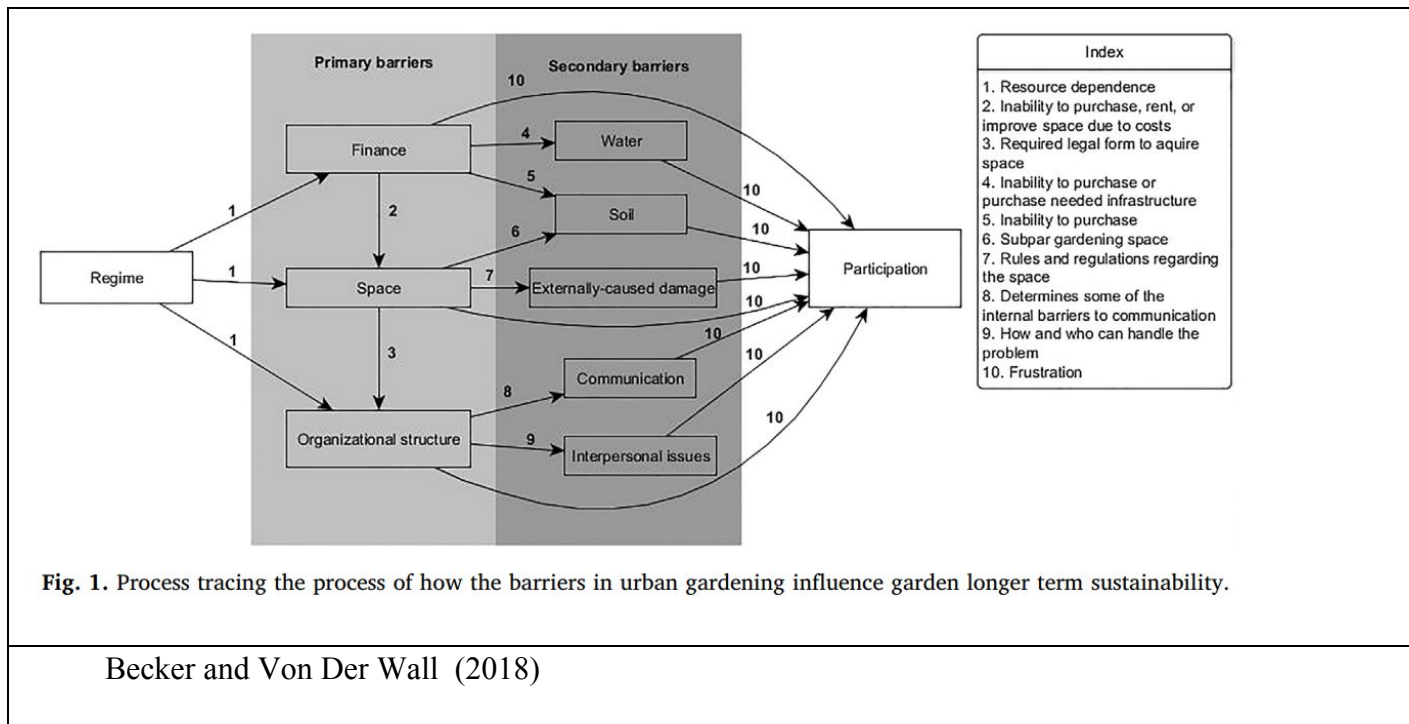 Primary barriers
Secondary barriers
10
Finance
4
Water
5
10
1
2
Soil
6
10
Regime
1
Space
7
Externally-caused damage
10
10
Participation
1
3
10
Communication
8
10
Organizational structure
9
Interpersonal issues
10
Index
1. Resource dependence
2. Inability to purchase, rent, or
improve space due to costs
3. Required legal form to aquire
space
4. Inability to purchase or
purchase needed infrastructure
5. Inability to purchase
6. Subpar gardening space
7. Rules and regulations regarding
the space
8. Determines some of the
internal barriers to communication
9. How and who can handle the
problem
10. Frustration
Fig. 1. Process tracing the process of how the barriers in urban gardening influence garden longer term sustainability.
Becker and Von Der Wall (2018)